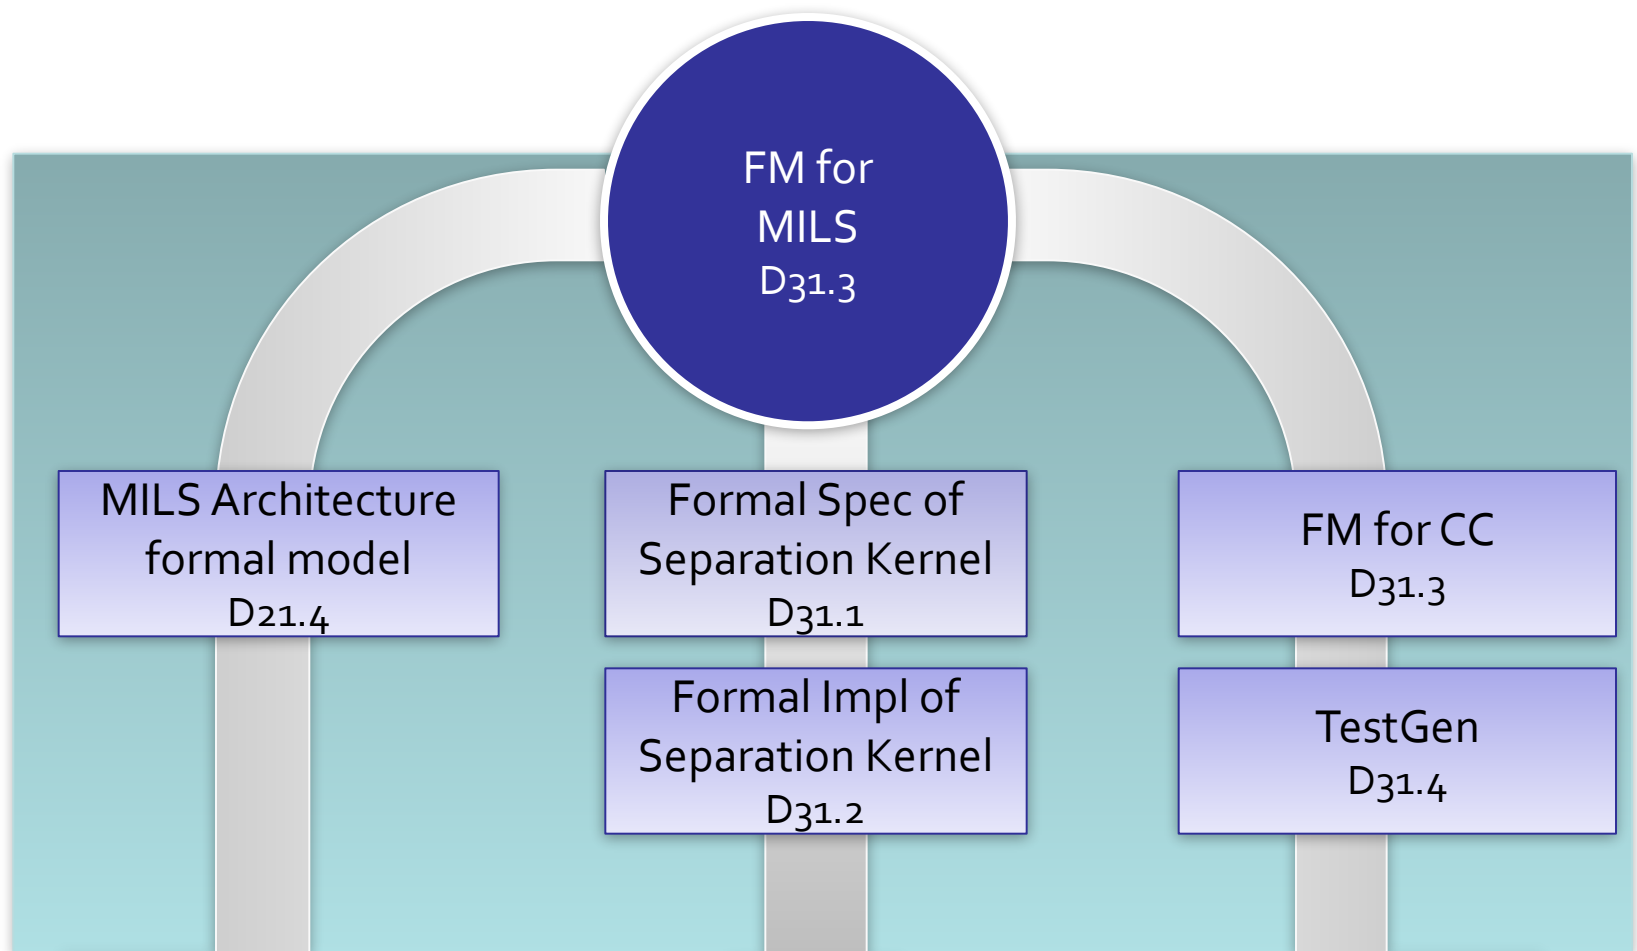 FM for
MILS
D31.3
MILS Architecture
formal model
D21.4
Formal Spec of
Separation Kernel
D31.1
FM for CC
D31.3
Formal Impl of
Separation Kernel
D31.2
TestGen
D31.4